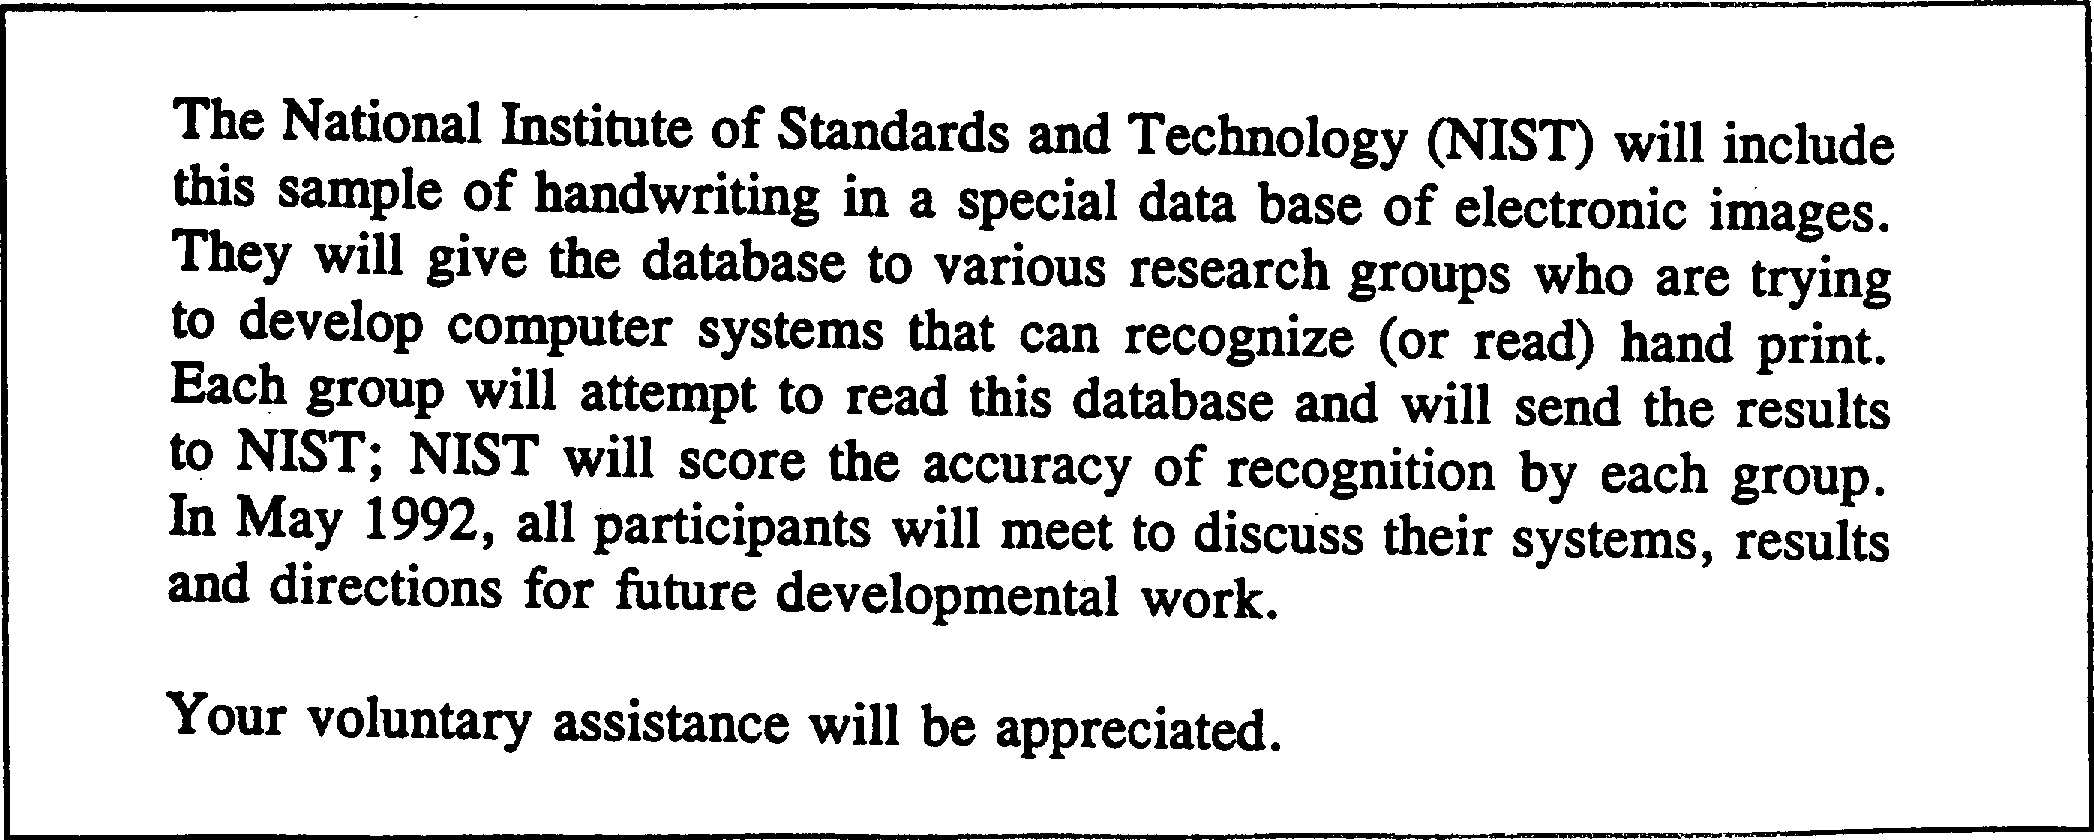 The National Institute of Standards and Technology (NIST) will include
this sample of handwriting in a special data base of electronic images.
They will give the database to various research groups who are trying
to develop computer systems that can recognize (or read) hand print.
Each group will attempt to read this database and will send the results
to NIST; NIST will score the accuracy of recognition by each group.
In May 1992, all participants will meet to discuss their systems, results
and directions for future developmental work.
Your voluntary assistance will be appreciated.